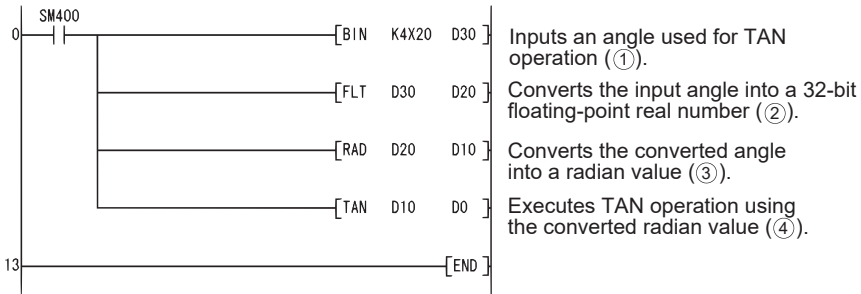 SM400
0
BIN K4X20 D30
Inputs an angle used for TAN
operation (①).
FLT D30 D20
Converts the input angle into a 32-bit
floating-point real number (②).
RAD D20 D10
Converts the converted angle
into a radian value (③).
TAN D10 D0
Executes TAN operation using
the converted radian value (④).
13
END